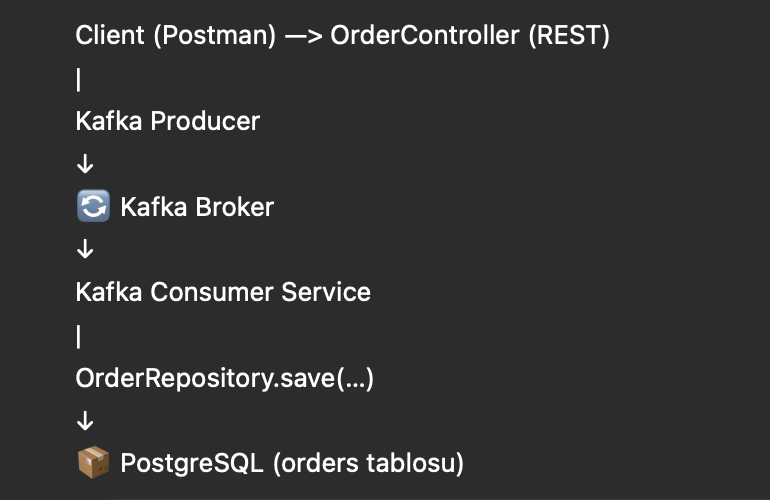 Client (Postman) —> OrderController (REST)
|
Kafka Producer
↓
🔄 Kafka Broker
↓
Kafka Consumer Service
|
OrderRepository.save(...)
↓
📦 PostgreSQL (orders tablosu)